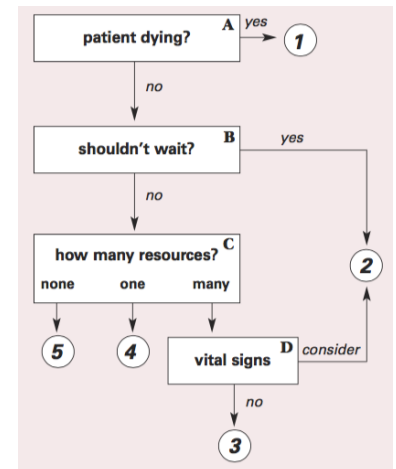 A
patient dying?
yes
1
no
B
shouldn't wait?
yes
no
C
how many resources?
2
none one many
5
4
D
vital signs
consider
no
3